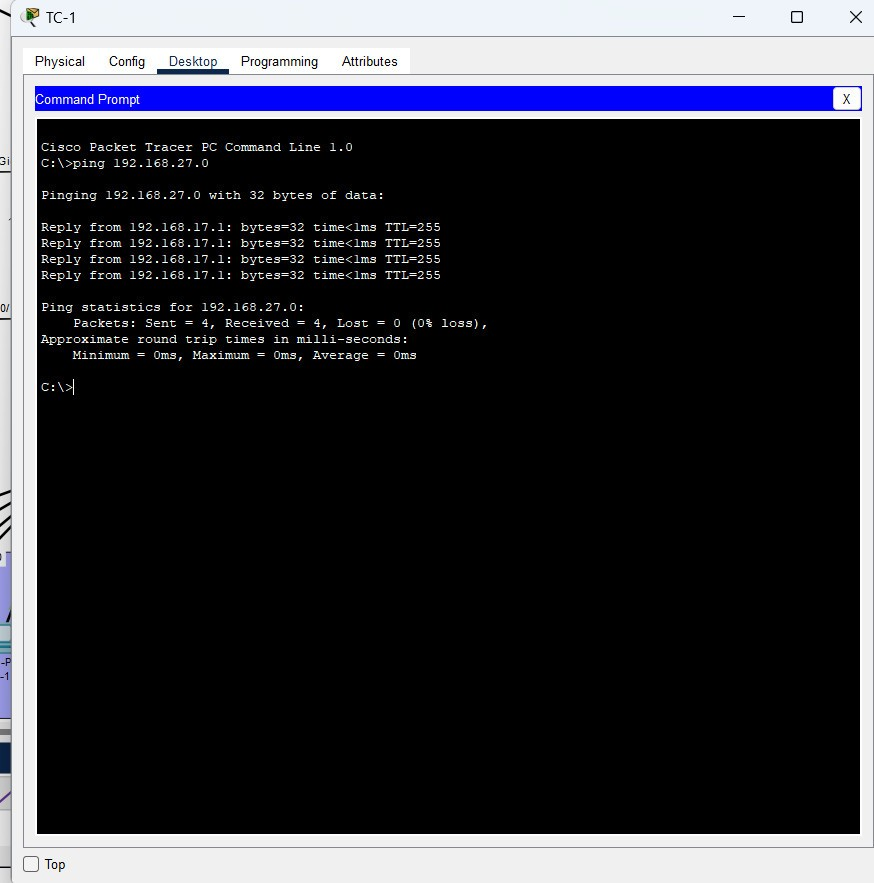 TC-1
Physical Config Desktop Programming Attributes
Command Prompt X
Cisco Packet Tracer PC Command Line 1.0
C:\>ping 192.168.27.0
Pinging 192.168.27.0 with 32 bytes of data:
Reply from 192.168.17.1: bytes=32 time<1ms TTL=255
Reply from 192.168.17.1: bytes=32 time<1ms TTL=255
Reply from 192.168.17.1: bytes=32 time<1ms TTL=255
Reply from 192.168.17.1: bytes=32 time<1ms TTL=255
Ping statistics for 192.168.27.0:
Packets: Sent = 4, Received = 4, Lost = 0 (0% loss),
Approximate round trip times in milli-seconds:
Minimum = 0ms, Maximum = 0ms, Average = 0ms
C:\>
Top
Gi
0/
-P
-1